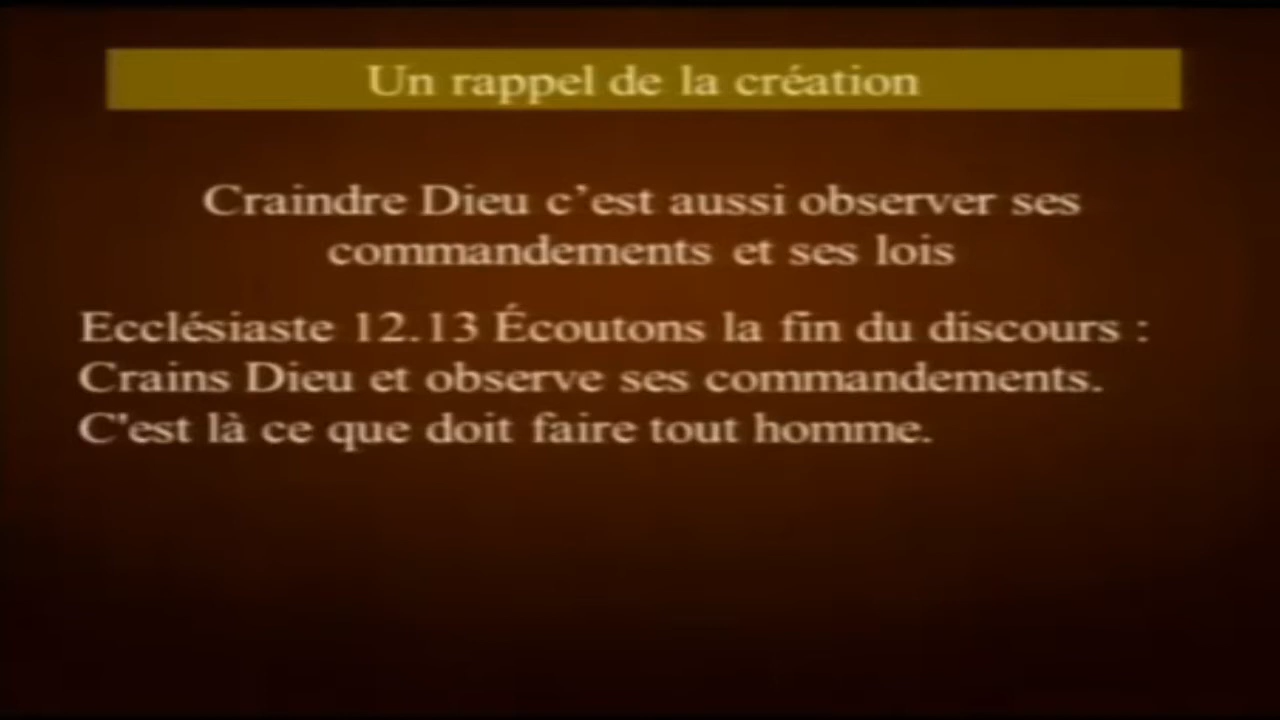 Un rappel de la création
Craindre Dieu c’est aussi observer ses
commandements et ses lois
Ecclésiaste 12.13 Écoutons la fin du discours :
Crains Dieu et observe ses commandements.
C'est là ce que doit faire tout homme.